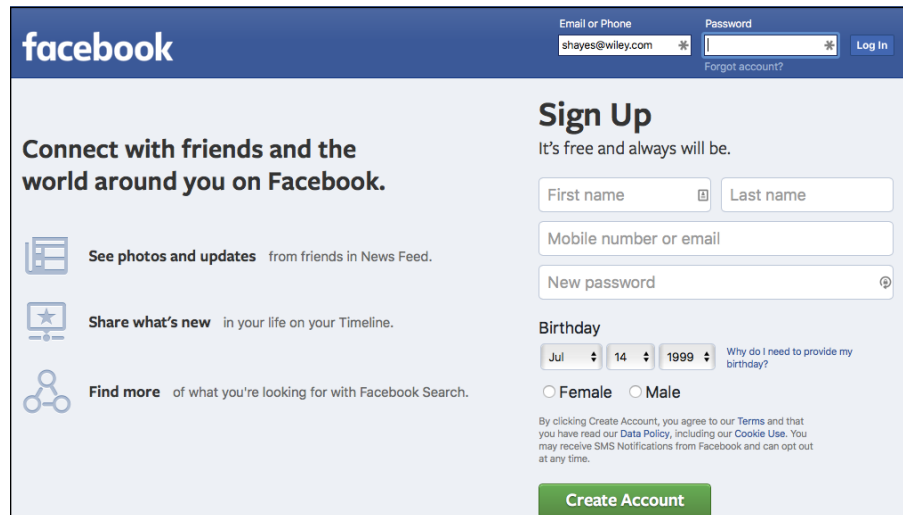 facebook
Email or Phone
Password
shayes@wiley.com
Log In
Forgot account?
Connect with friends and the
world around you on Facebook.
See photos and updates from friends in News Feed.
Share what's new in your life on your Timeline.
Find more of what you're looking for with Facebook Search.
Sign Up
It's free and always will be.
First name
Last name
Mobile number or email
New password
Birthday
Jul 14 1999
Why do I need to provide my
birthday?
Female Male
By clicking Create Account, you agree to our Terms and that
you have read our Data Policy, including our Cookie Use. You
may receive SMS Notifications from Facebook and can opt out
at any time.
Create Account